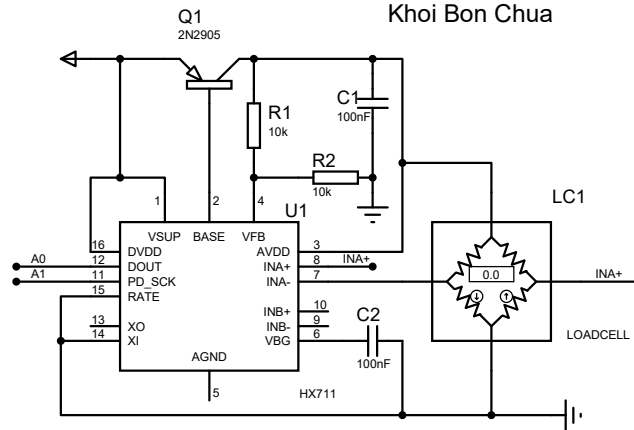 Khoi Bon Chua
Q1
2N2905
R1
10k
C1
100nF
R2
10k
U1
1
2
4
VSUP
BASE
VFB
LC1
A0
A1
16
12
11
15
13
14
DVDD
DOUT
PD_SCK
RATE
XO
XI
AVDD
INA+
INA-
INB+
INB-
VBG
3
8
7
10
9
6
INA+
0.0
INA+
LOADCELL
C2
100nF
AGND
5
HX711